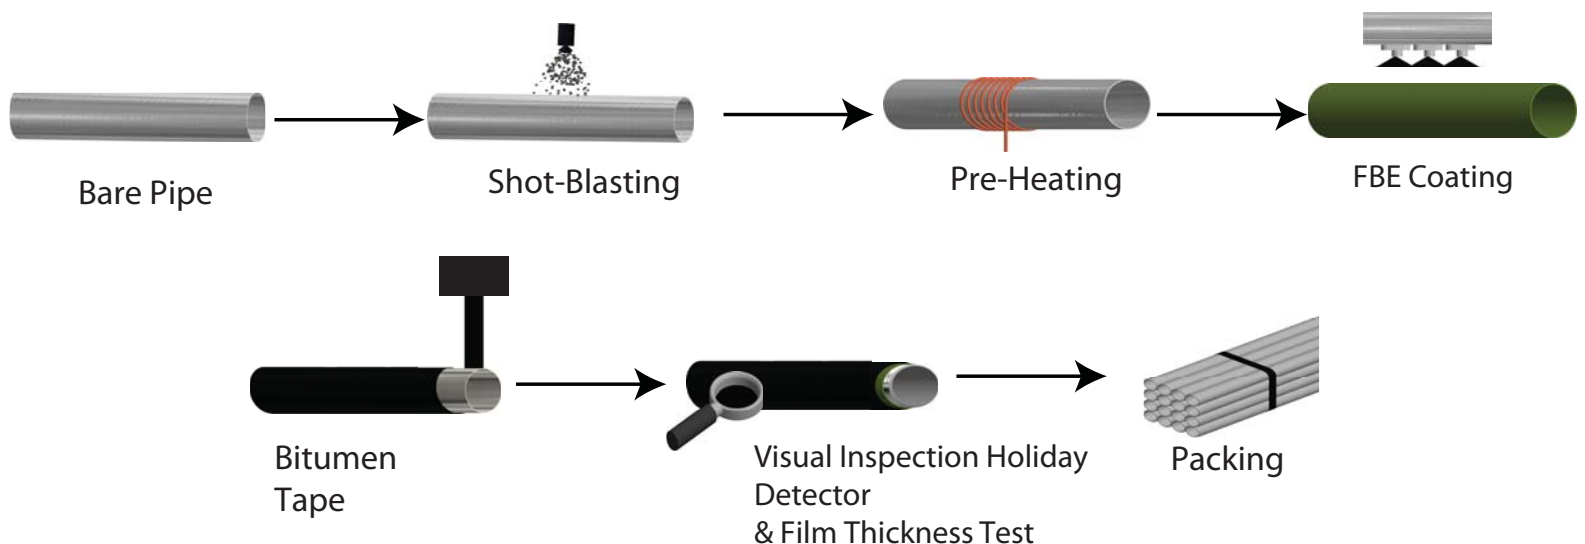 Bare Pipe
Shot-Blasting
Pre-Heating
FBE Coating
Bitumen
Tape
Visual Inspection Holiday
Detector
& Film Thickness Test
Packing